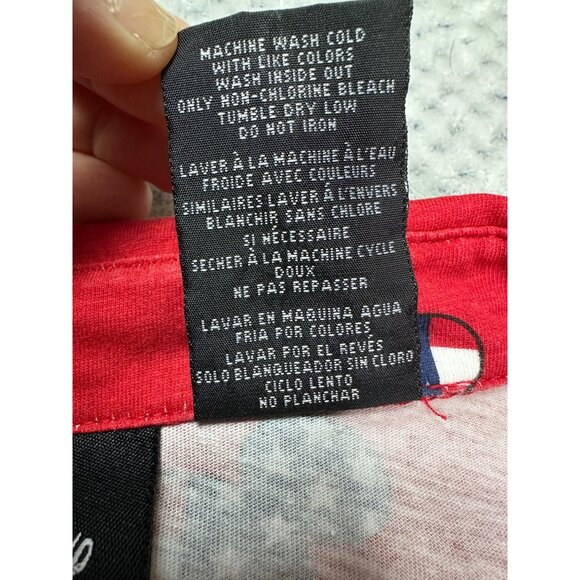 MACHINE WASH COLD
WITH LIKE COLORS
WASH INSIDE OUT
ONLY NON-CHLORINE BLEACH
TUMBLE DRY LOW
DO NOT IRON
LAVER À LA MACHINE À L'EAU
FROIDE AVEC COULEURS
SIMILAIRES LAVER À L'ENVERS
BLANCHIR SANS CHLORE
SI NÉCESSAIRE
SECHER À LA MACHINE CYCLE
DOUX
NE PAS REPASSER
LAVAR EN MAQUINA AGUA
FRIA POR COLORES
LAVAR POR EL REVÉS
SOLO BLANQUEADOR SIN CLORO
CICLO LENTO
NO PLANCHAR